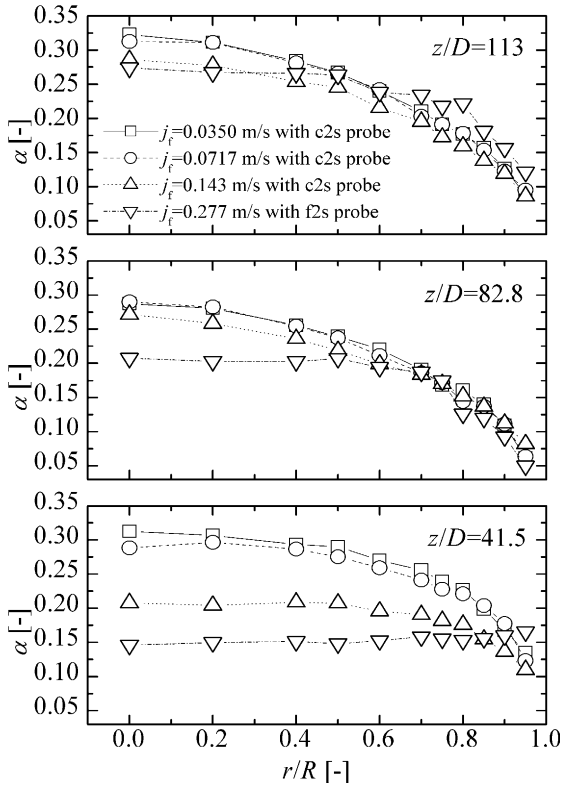 0.35
z/D=113
0.30
0.25
0.20
0.15
0.10
0.05
α [-]
j_f=0.0350 m/s with c2s probe
j_f=0.0717 m/s with c2s probe
j_f=0.143 m/s with c2s probe
j_f=0.277 m/s with f2s probe
0.35
z/D=82.8
0.30
0.25
0.20
0.15
0.10
0.05
α [-]
0.35
z/D=41.5
0.30
0.25
0.20
0.15
0.10
0.05
α [-]
0.0 0.2 0.4 0.6 0.8 1.0
r/R [-]